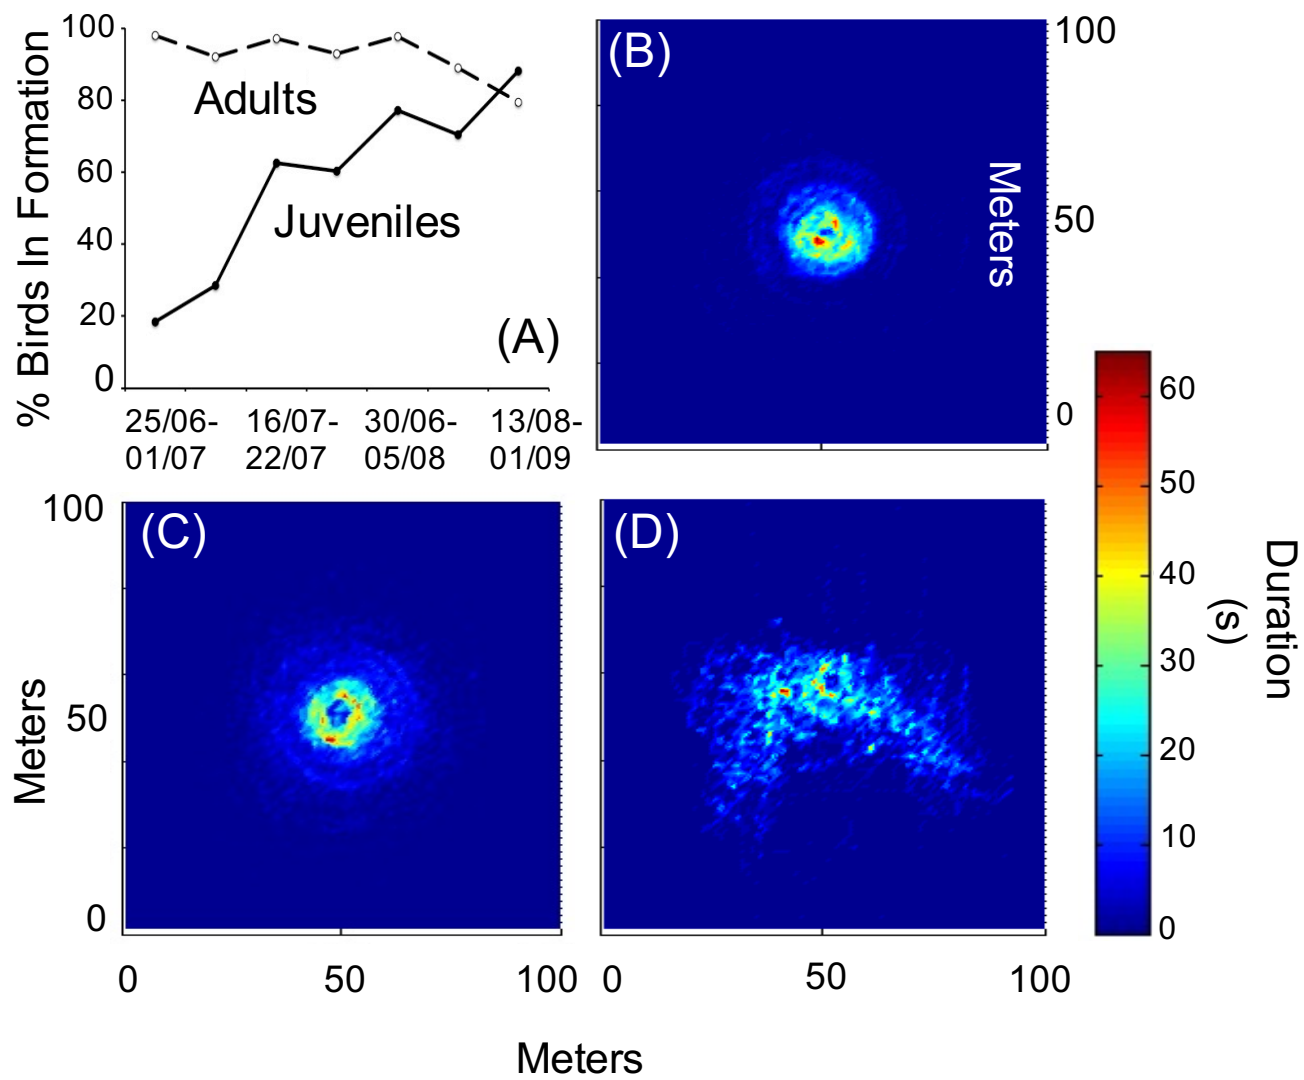 % Birds In Formation
100
80
60
40
20
0
Adults
Juveniles
(A)
25/06-
01/07
16/07-
22/07
30/06-
05/08
13/08-
01/09
(B)
Meters
100
50
0
(C)
Meters
100
50
0
0
50
100
(D)
0
50
100
Meters
60
50
40
30
20
10
0
Duration
(s)